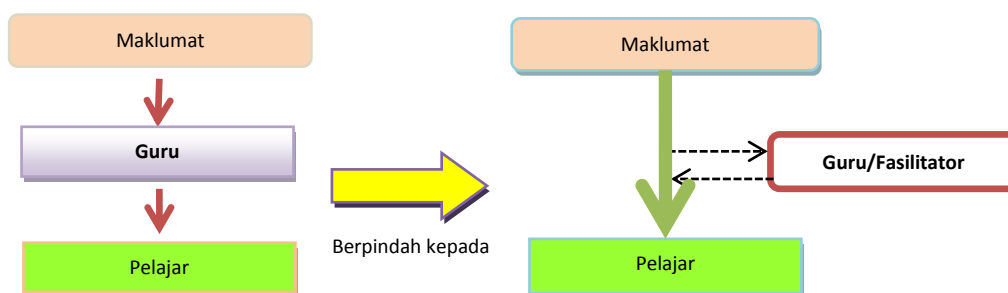 Maklumat
Guru
Pelajar
Berpindah kepada
Maklumat
Guru/Fasilitator
Pelajar